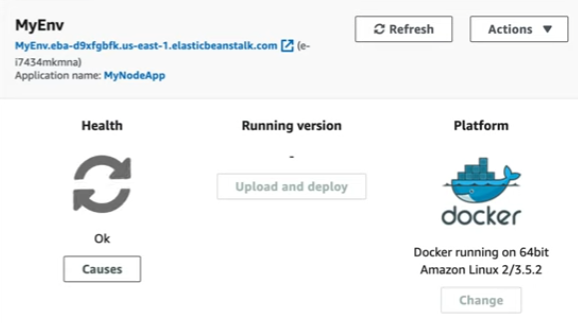 MyEnv
Refresh
Actions
MyEnv.eba-d9xfgbfk.us-east-1.elasticbeanstalk.com (e-
i7434mkmna)
Application name: MyNodeApp
Health
Running version
Platform
-
Upload and deploy
docker
Ok
Causes
Docker running on 64bit
Amazon Linux 2/3.5.2
Change